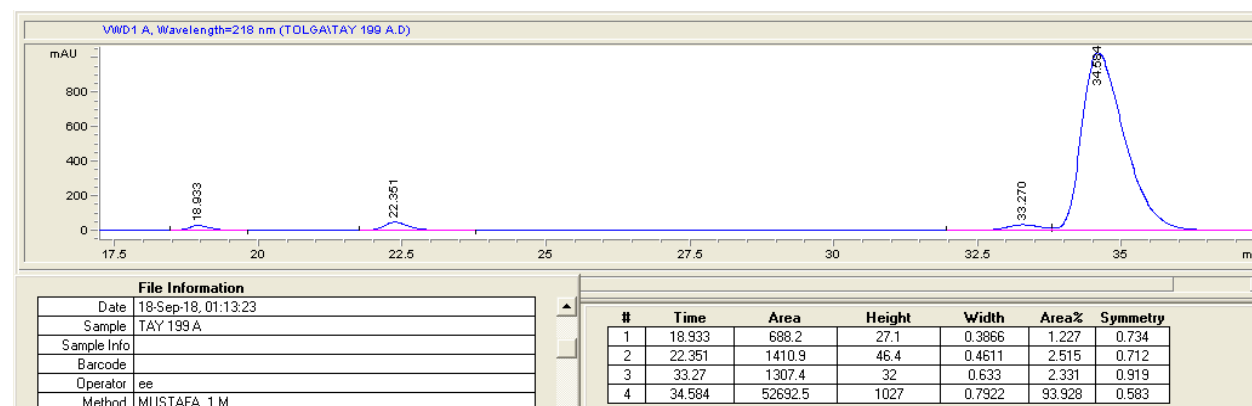 VWD1 A, Wavelength=218 nm (TOLGA\TAY 199 A.D)
mAU
800
600
400
200
0
18.933
22.351
33.270
34.584
17.5 20 22.5 25 27.5 30 32.5 35 m
File Information
Date 18-Sep-18, 01:13:23
Sample TAY 199 A
Sample Info
Barcode
Operator ee
Method MUSTAFA_1.M
# Time Area Height Width Area% Symmetry
1 18.933 688.2 27.1 0.3866 1.227 0.734
2 22.351 1410.9 46.4 0.4611 2.515 0.712
3 33.27 1307.4 32 0.633 2.331 0.919
4 34.584 52692.5 1027 0.7922 93.928 0.583